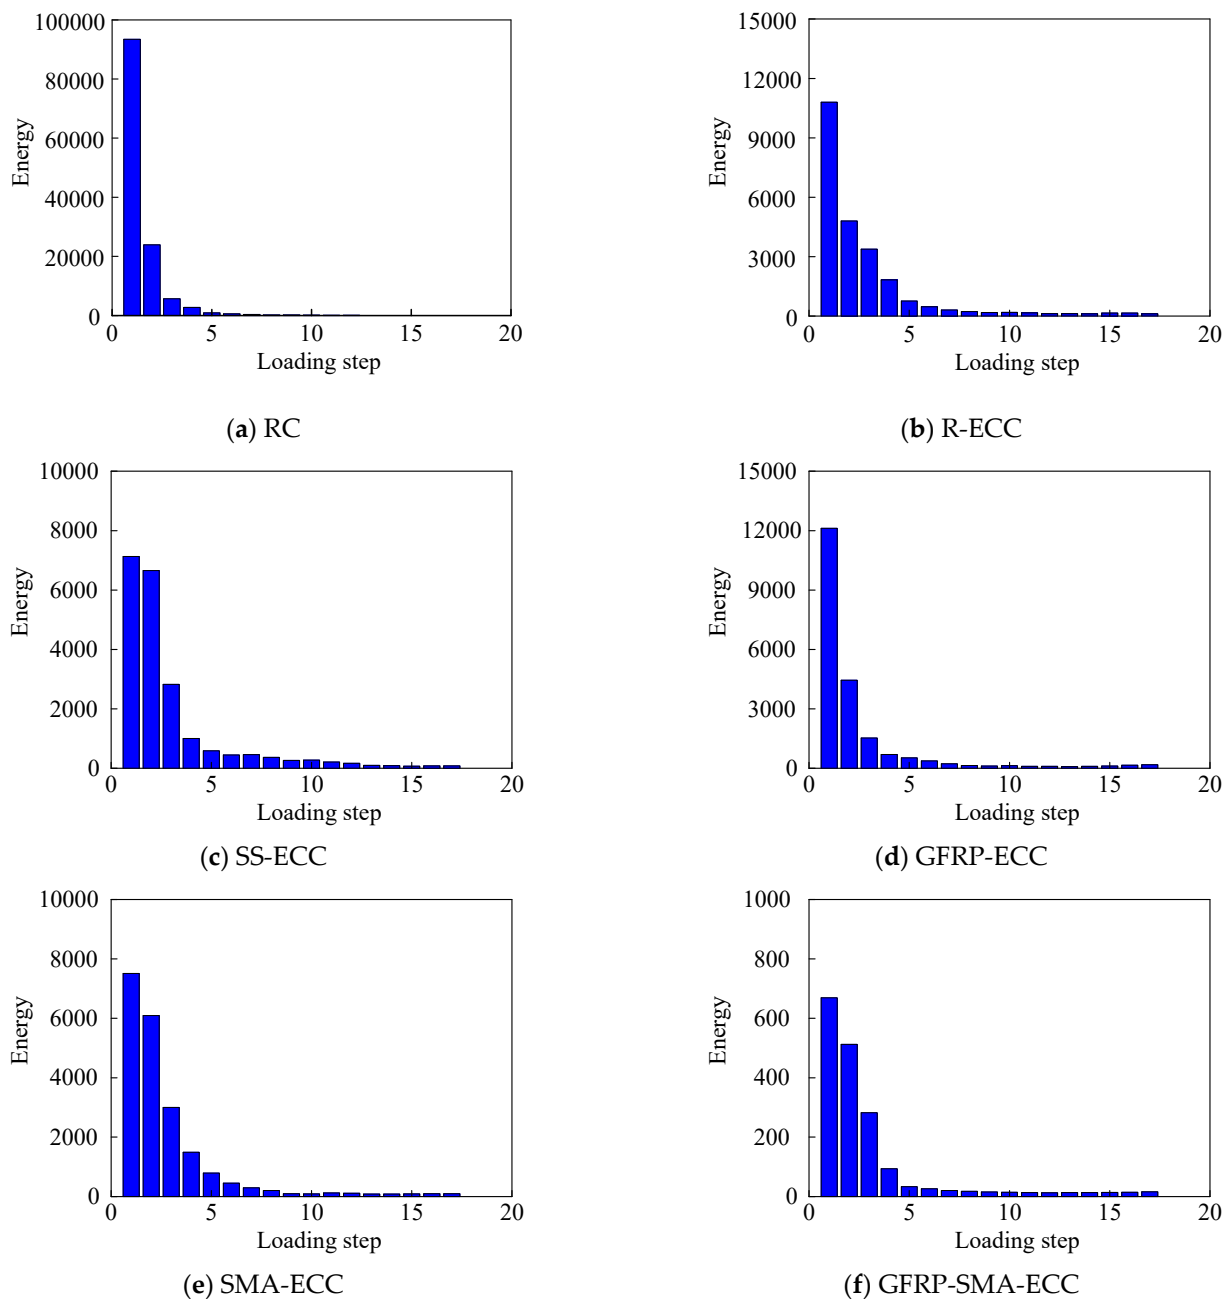 100000
80000
60000
40000
20000
0
Energy
0 5 10 15 20
Loading step
(a) RC
15000
12000
9000
6000
3000
0
Energy
0 5 10 15 20
Loading step
(b) R-ECC
10000
8000
6000
4000
2000
0
Energy
0 5 10 15 20
Loading step
(c) SS-ECC
15000
12000
9000
6000
3000
0
Energy
0 5 10 15 20
Loading step
(d) GFRP-ECC
10000
8000
6000
4000
2000
0
Energy
0 5 10 15 20
Loading step
(e) SMA-ECC
1000
800
600
400
200
0
Energy
0 5 10 15 20
Loading step
(f) GFRP-SMA-ECC